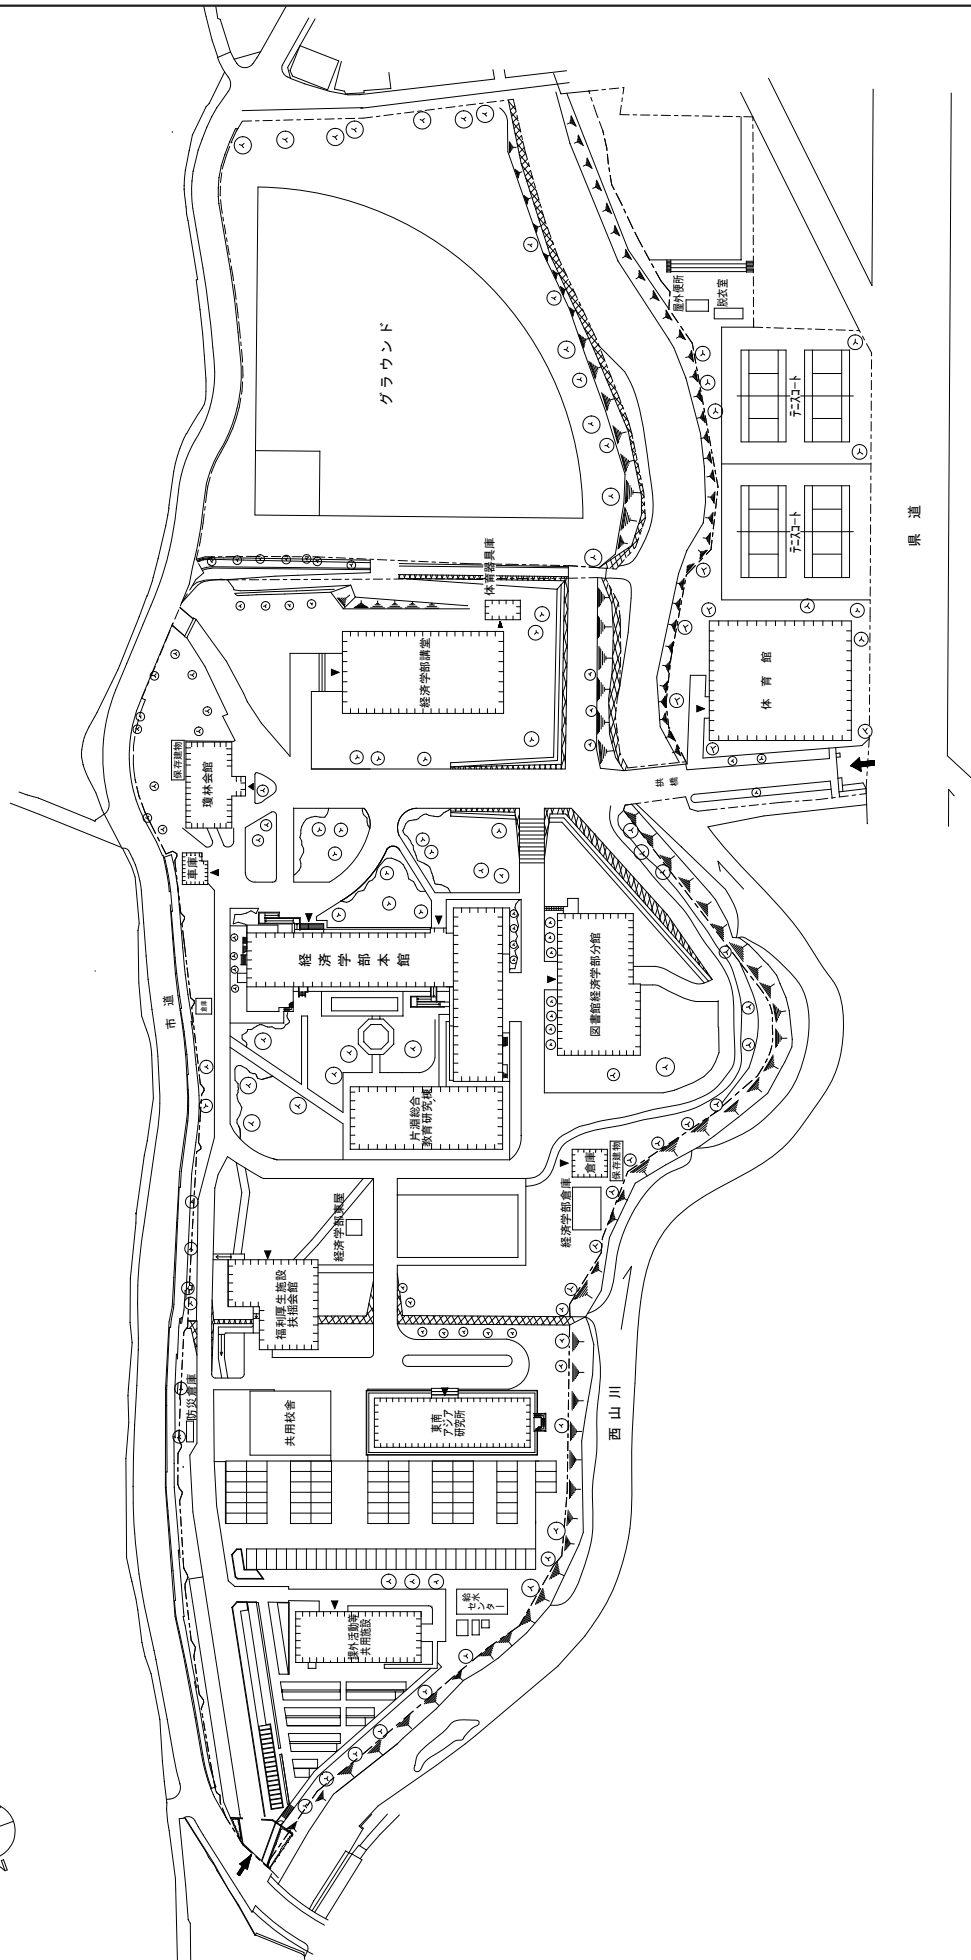 グラウンド
屋外便所
脱衣室
テニスコート
テニスコート
県道
体育器具庫
経済学部講堂
体育館
保存建物
瓊林会館
拱橋
車庫
経済学部本館
図書館経済学部分館
市道
倉庫
片淵総合
教育研究棟
倉庫
保存建物
経済学部倉庫
経済学部東屋
福利厚生施設
扶揺会館
西山川
防災倉庫
共用校舎
東南
アジア
研究所
給水
センター
課外活動等
共用施設